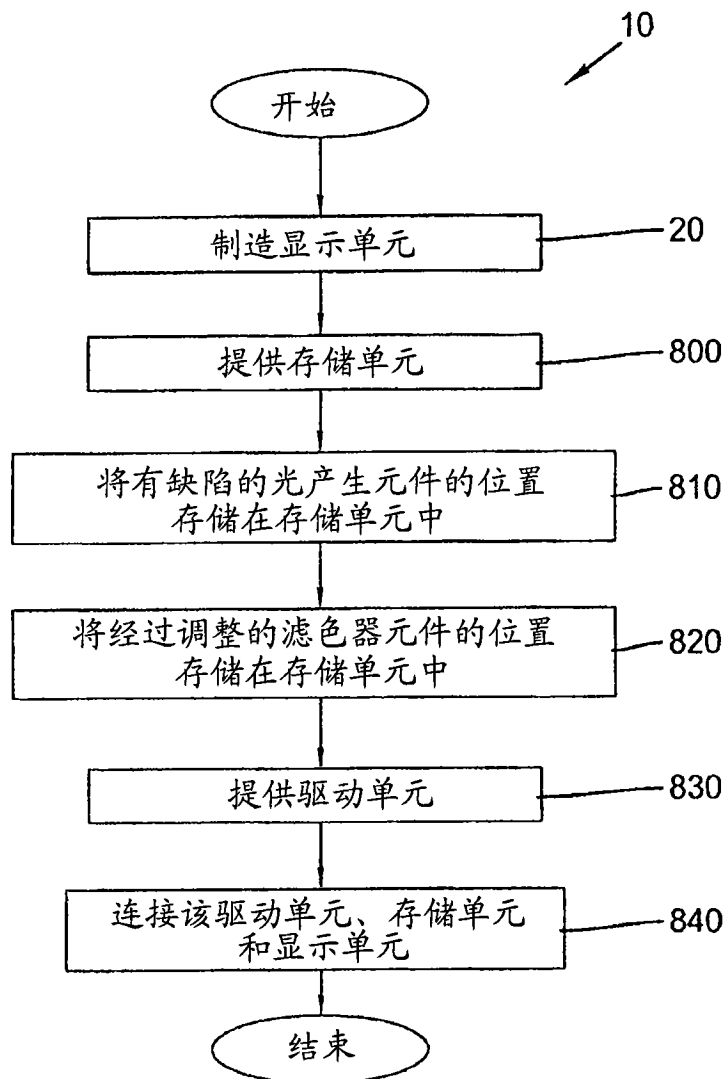 10
开始
制造显示单元
20
提供存储单元
800
将有缺陷的光产生元件的位置
存储在存储单元中
810
将经过调整的滤色器元件的位置
存储在存储单元中
820
提供驱动单元
830
连接该驱动单元、存储单元
和显示单元
840
结束